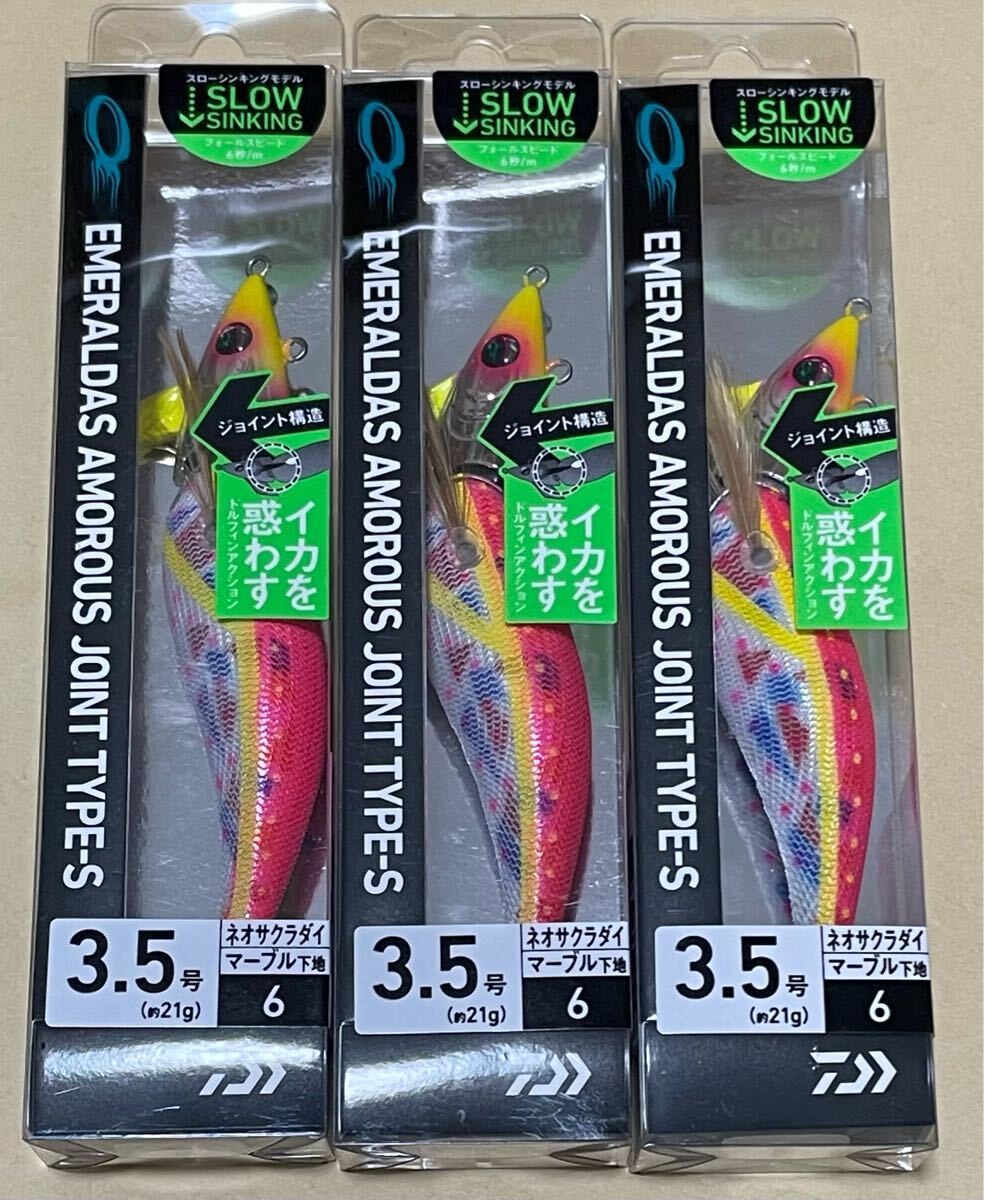 スローシンキングモデル
SLOW
SINKING
フォールスピード
6秒/m
EMERALDAS AMOROUS JOINT TYPE-S
ジョイント構造
イカを
惑わす
ドルフィンアクション
3.5号
(約21g)
ネオサクラダイ
マーブル下地
6
スローシンキングモデル
SLOW
SINKING
フォールスピード
6秒/m
EMERALDAS AMOROUS JOINT TYPE-S
ジョイント構造
イカを
惑わす
ドルフィンアクション
3.5号
(約21g)
ネオサクラダイ
マーブル下地
6
スローシンキングモデル
SLOW
SINKING
フォールスピード
6秒/m
EMERALDAS AMOROUS JOINT TYPE-S
ジョイント構造
イカを
惑わす
ドルフィンアクション
3.5号
(約21g)
ネオサクラダイ
マーブル下地
6